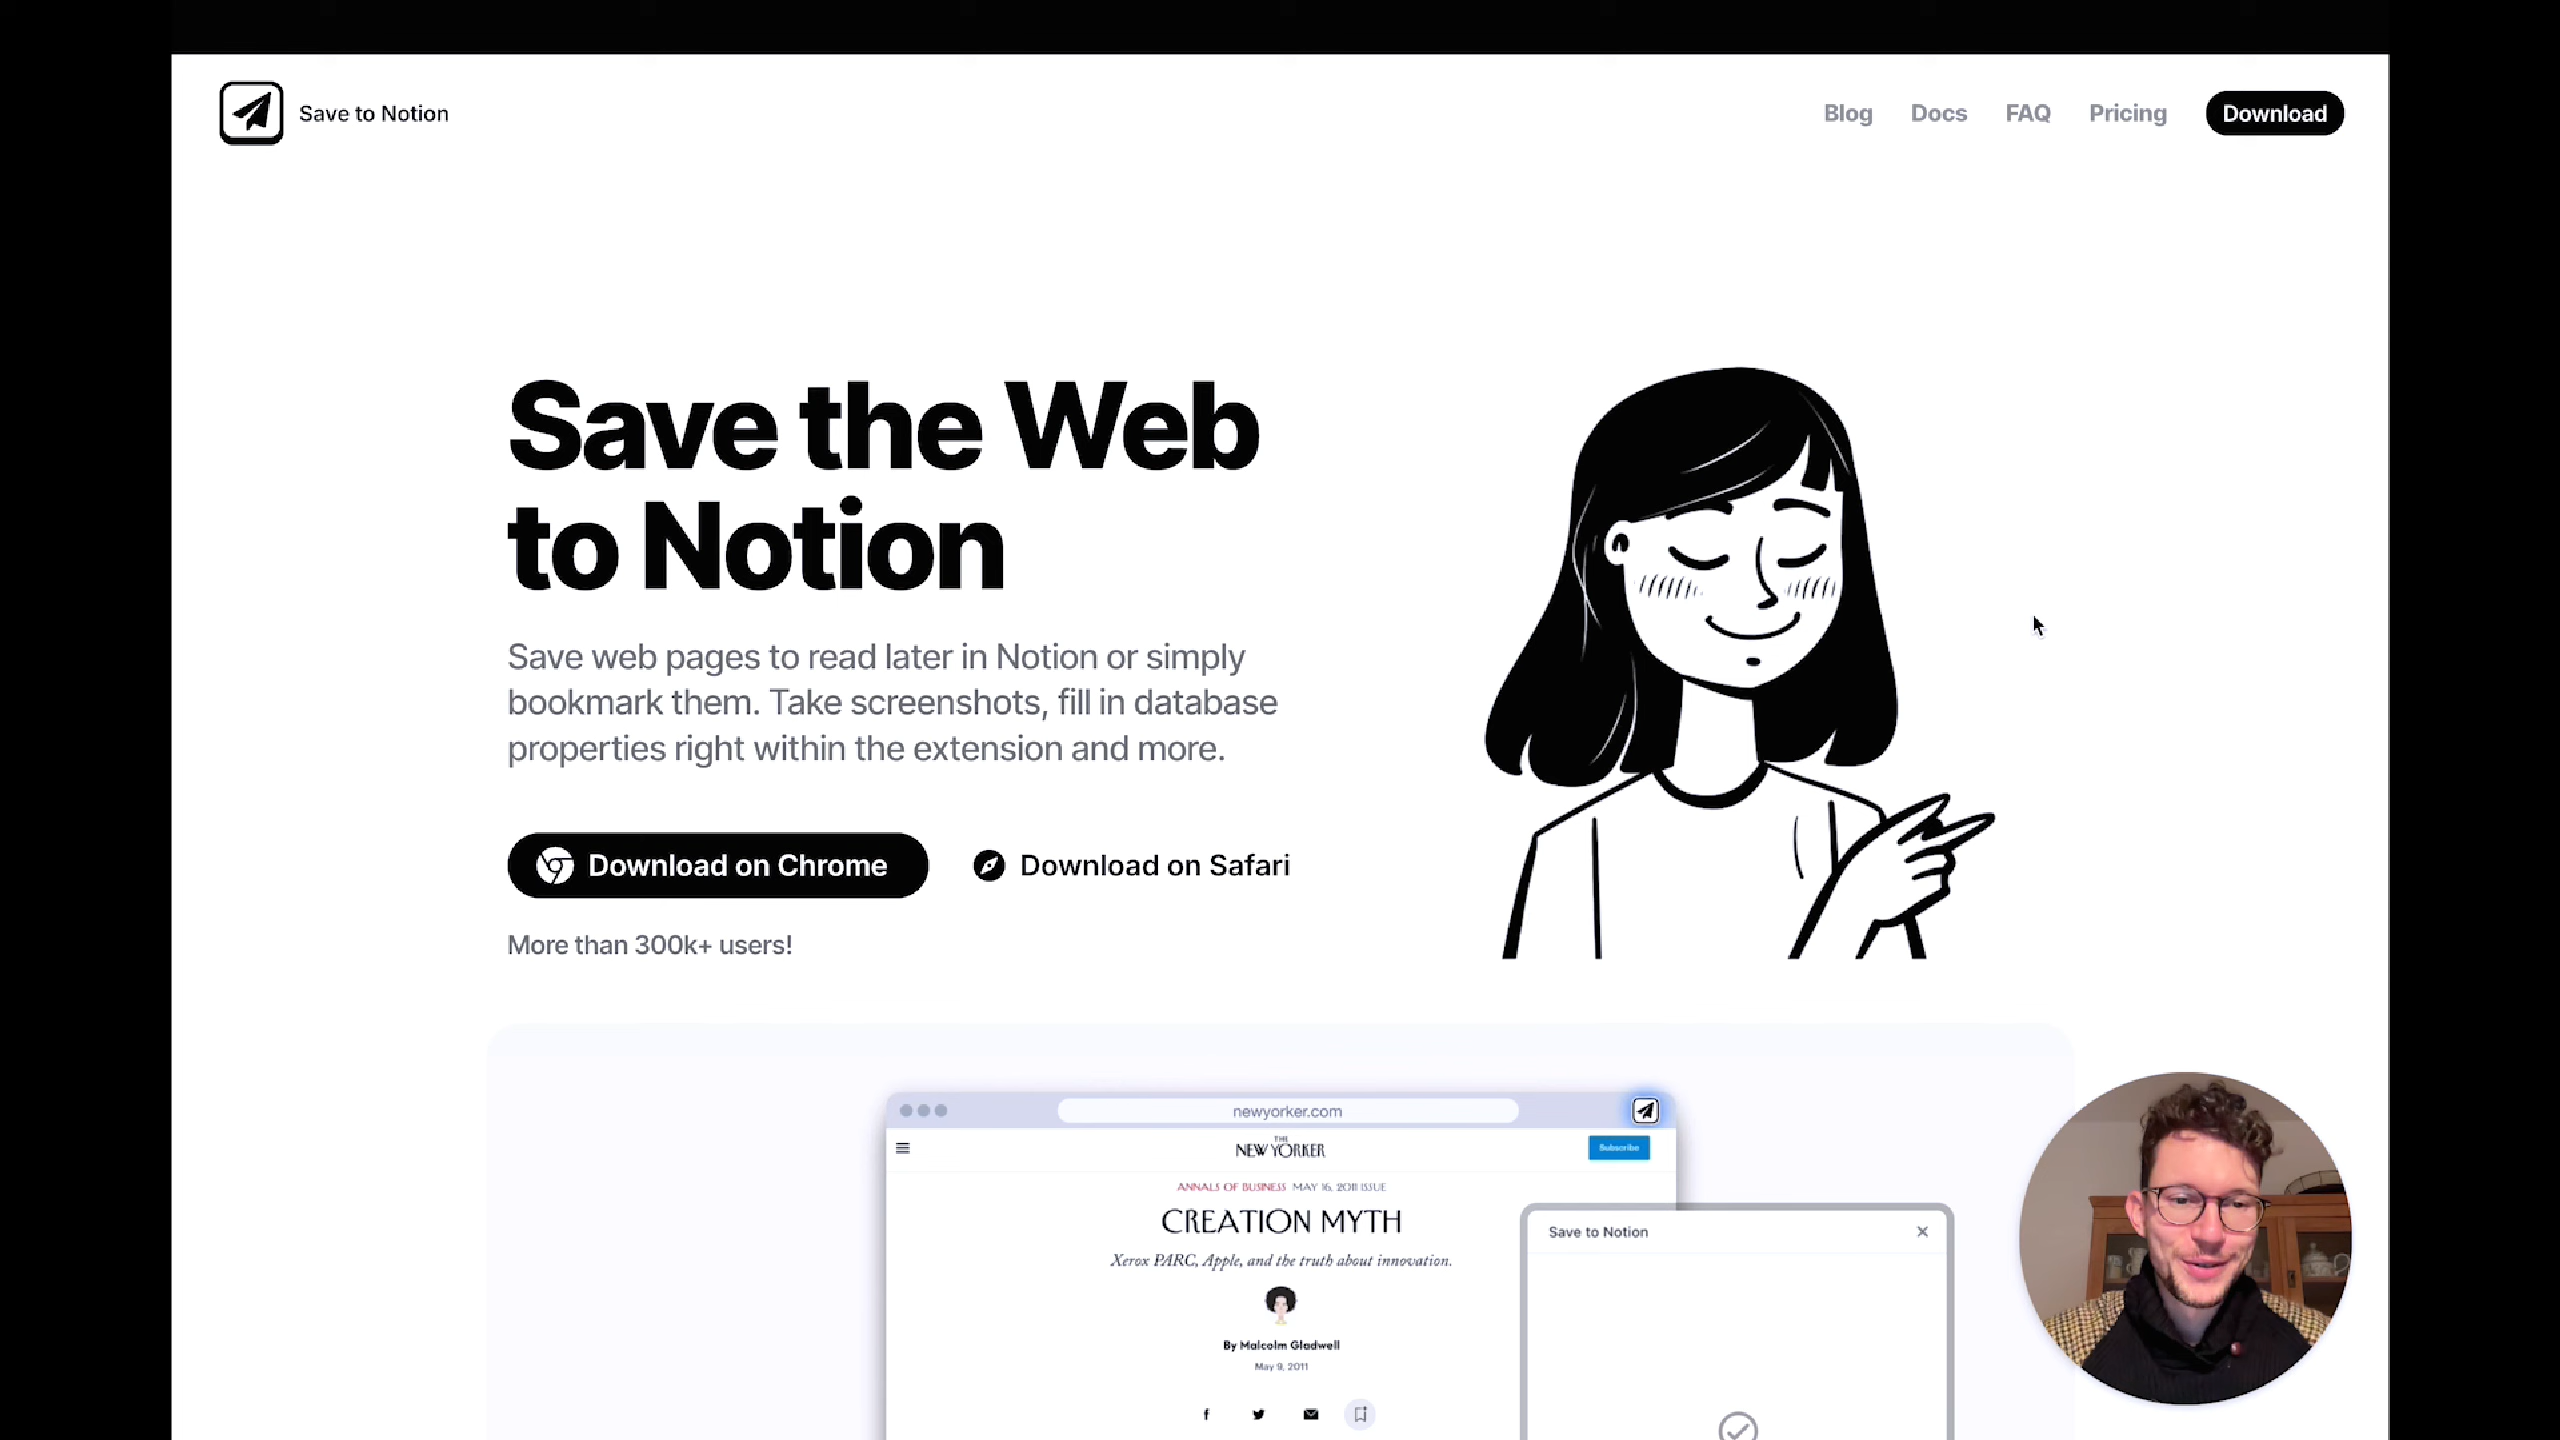 Save to Notion
Blog
Docs
FAQ
Pricing
Download
Save the Web
to Notion
Save web pages to read later in Notion or simply
bookmark them. Take screenshots, fill in database
properties right within the extension and more.
Download on Chrome
Download on Safari
More than 300k+ users!
newyorker.com
THE
NEW YORKER
Subscribe
ANNALS OF BUSINESS MAY 16, 2011 ISSUE
CREATION MYTH
Xerox PARC, Apple, and the truth about innovation.
By Malcolm Gladwell
May 9, 2011
Save to Notion